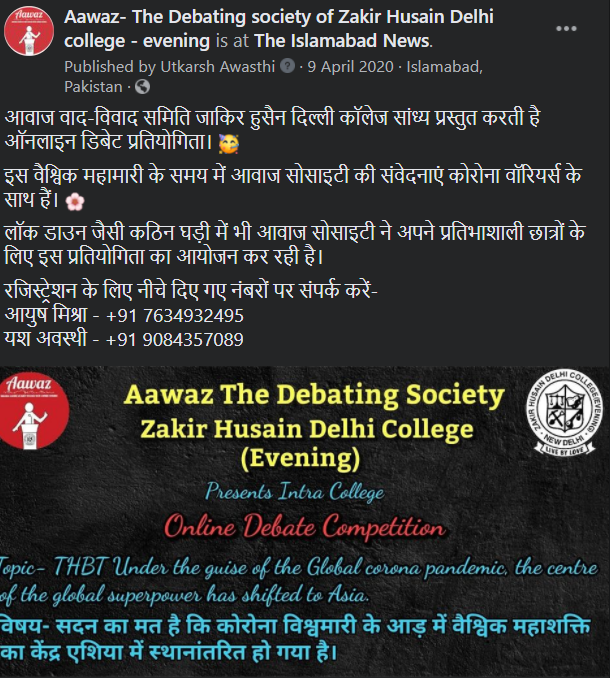 Aawaz- The Debating society of Zakir Husain Delhi
college - evening is at The Islamabad News.
Published by Utkarsh Awasthi · 9 April 2020 · Islamabad,
Pakistan ·
आवाज वाद-विवाद समिति जाकिर हुसैन दिल्ली कॉलेज सांध्य प्रस्तुत करती है
ऑनलाइन डिबेट प्रतियोगिता। 🥳
इस वैश्विक महामारी के समय में आवाज सोसाइटी की संवेदनाएं कोरोना वॉरियर्स के
साथ हैं। 🌸
लॉक डाउन जैसी कठिन घड़ी में भी आवाज सोसाइटी ने अपने प्रतिभाशाली छात्रों के
लिए इस प्रतियोगिता का आयोजन कर रही है।
रजिस्ट्रेशन के लिए नीचे दिए गए नंबरों पर संपर्क करें-
आयुष मिश्रा - +91 7634932495
यश अवस्थी - +91 9084357089
Aawaz
Aawaz The Debating Society
Zakir Husain Delhi College
(Evening)
ZAKIR HUSAIN DELHI COLLEGE (EVENING)
NEW DELHI
LIVE BY LOVE
Presents Intra College
Online Debate Competition
Topic- THBT Under the guise of the Global corona pandemic, the centre
of the global superpower has shifted to Asia.
विषय- सदन का मत है कि कोरोना विश्वमारी के आड़ में वैश्विक महाशक्ति
का केंद्र एशिया में स्थानांतरित हो गया है।